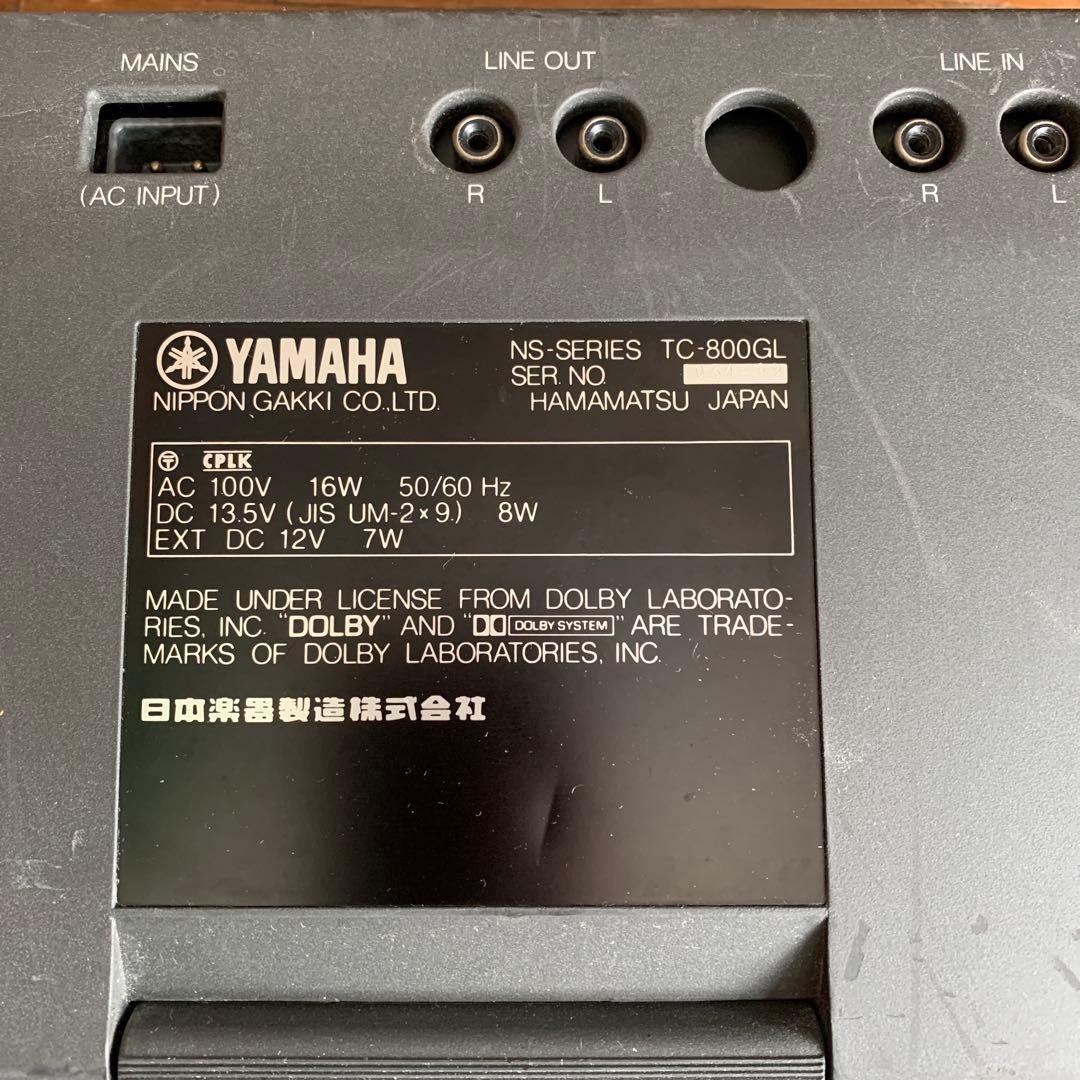 MAINS
LINE OUT
LINE IN
(AC INPUT)
R
L
R
L
YAMAHA
NS-SERIES TC-800GL
SER. NO.
NIPPON GAKKI CO.,LTD.
HAMAMATSU JAPAN
〒 CPLK
AC 100V 16W 50/60 Hz
DC 13.5V (JIS UM-2×9.) 8W
EXT DC 12V 7W
MADE UNDER LICENSE FROM DOLBY LABORATO-
RIES, INC. "DOLBY" AND "DOLBY SYSTEM" ARE TRADE-
MARKS OF DOLBY LABORATORIES, INC.
日本楽器製造株式会社